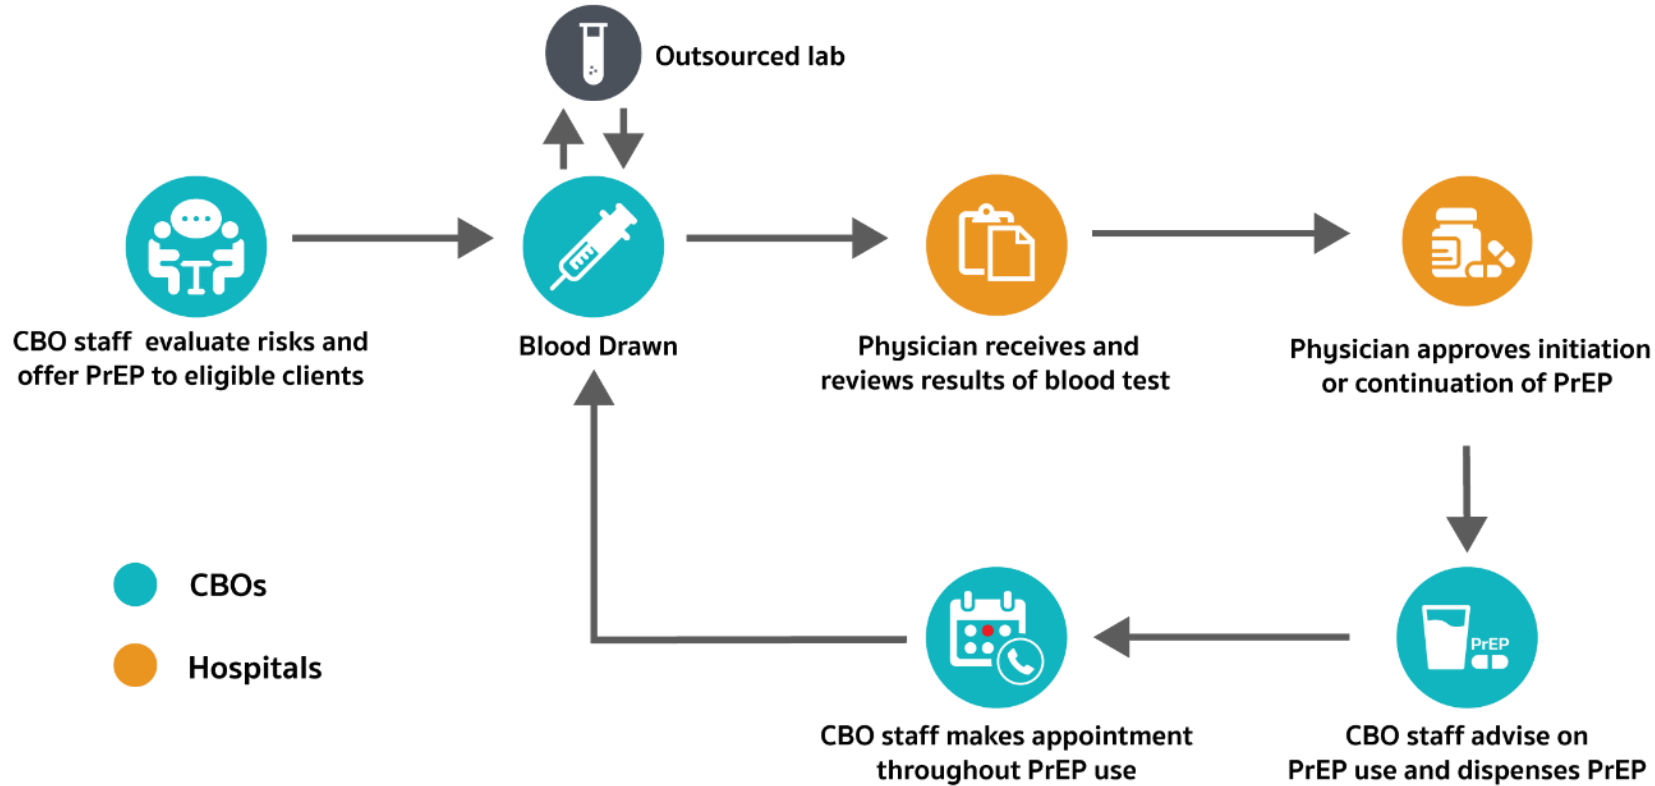 Outsourced lab
CBO staff evaluate risks and
offer PrEP to eligible clients
Blood Drawn
Physician receives and
reviews results of blood test
Physician approves initiation
or continuation of PrEP
CBOs
Hospitals
CBO staff makes appointment
throughout PrEP use
PrEP
CBO staff advise on
PrEP use and dispenses PrEP